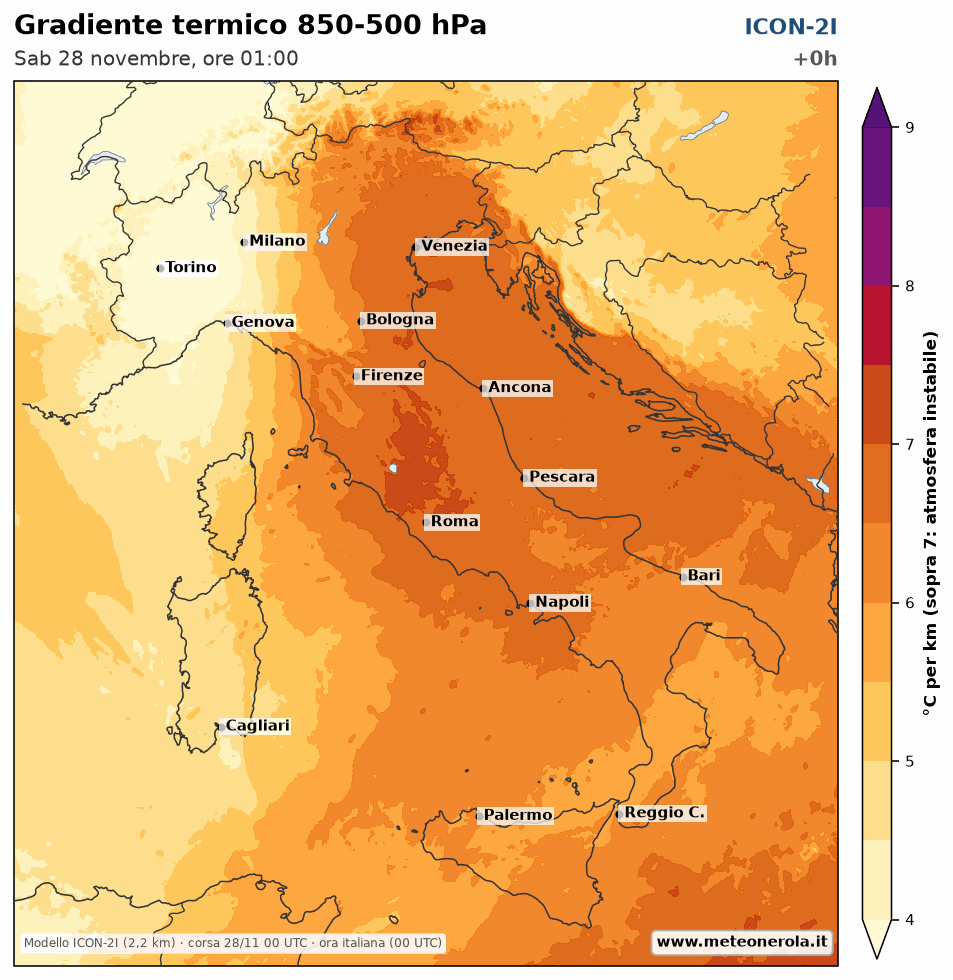 Gradiente termico 850-500 hPa
ICON-2I
Sab 28 novembre, ore 01:00
+0h
Milano
Torino
Venezia
Genova
Bologna
Firenze
Ancona
Pescara
Roma
Bari
Napoli
Cagliari
Palermo
Reggio C.
9
8
7
6
5
4
°C per km (sopra 7: atmosfera instabile)
Modello ICON-2I (2,2 km) · corsa 28/11 00 UTC · ora italiana (00 UTC)
www.meteonerola.it